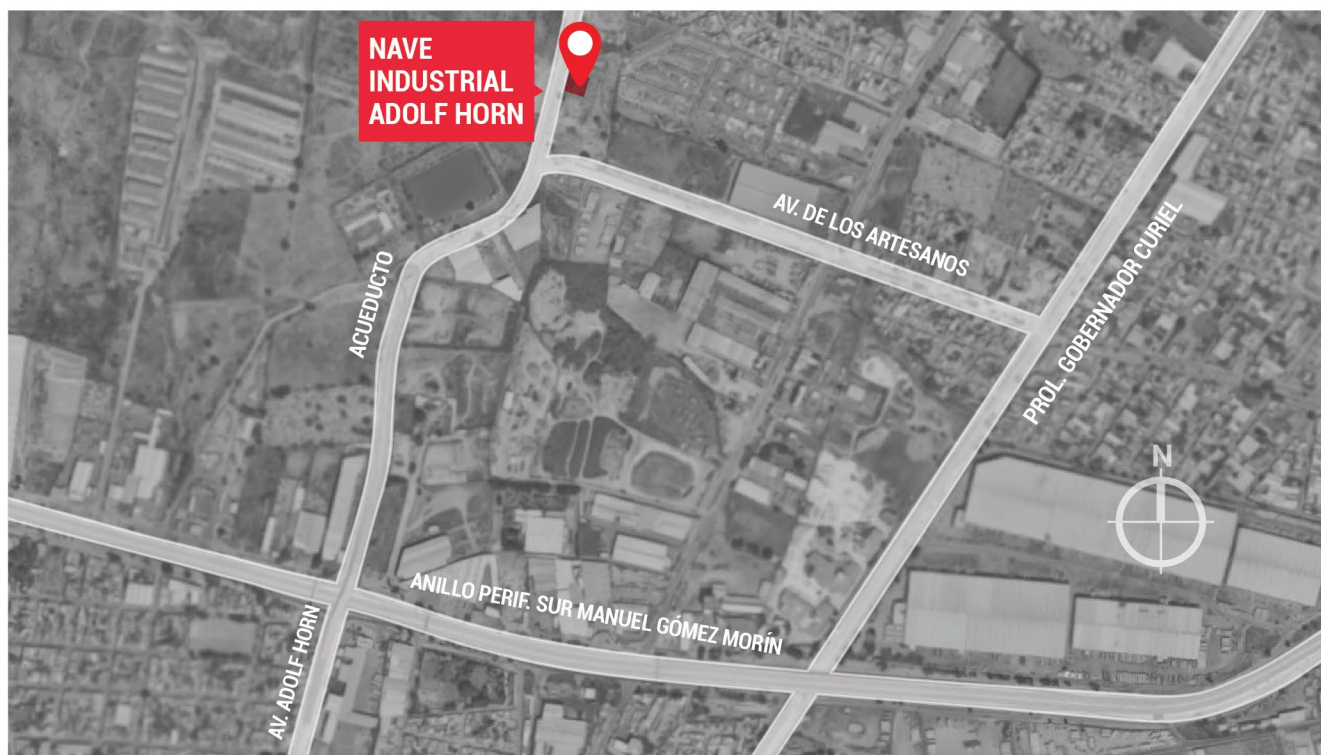 NAVE
INDUSTRIAL
ADOLF HORN
AV. DE LOS ARTESANOS
PROL. GOBERNADOR CURIEL
ACUEDUCTO
N
ANILLO PERIF. SUR MANUEL GÓMEZ MORÍN
AV. ADOLF HORN